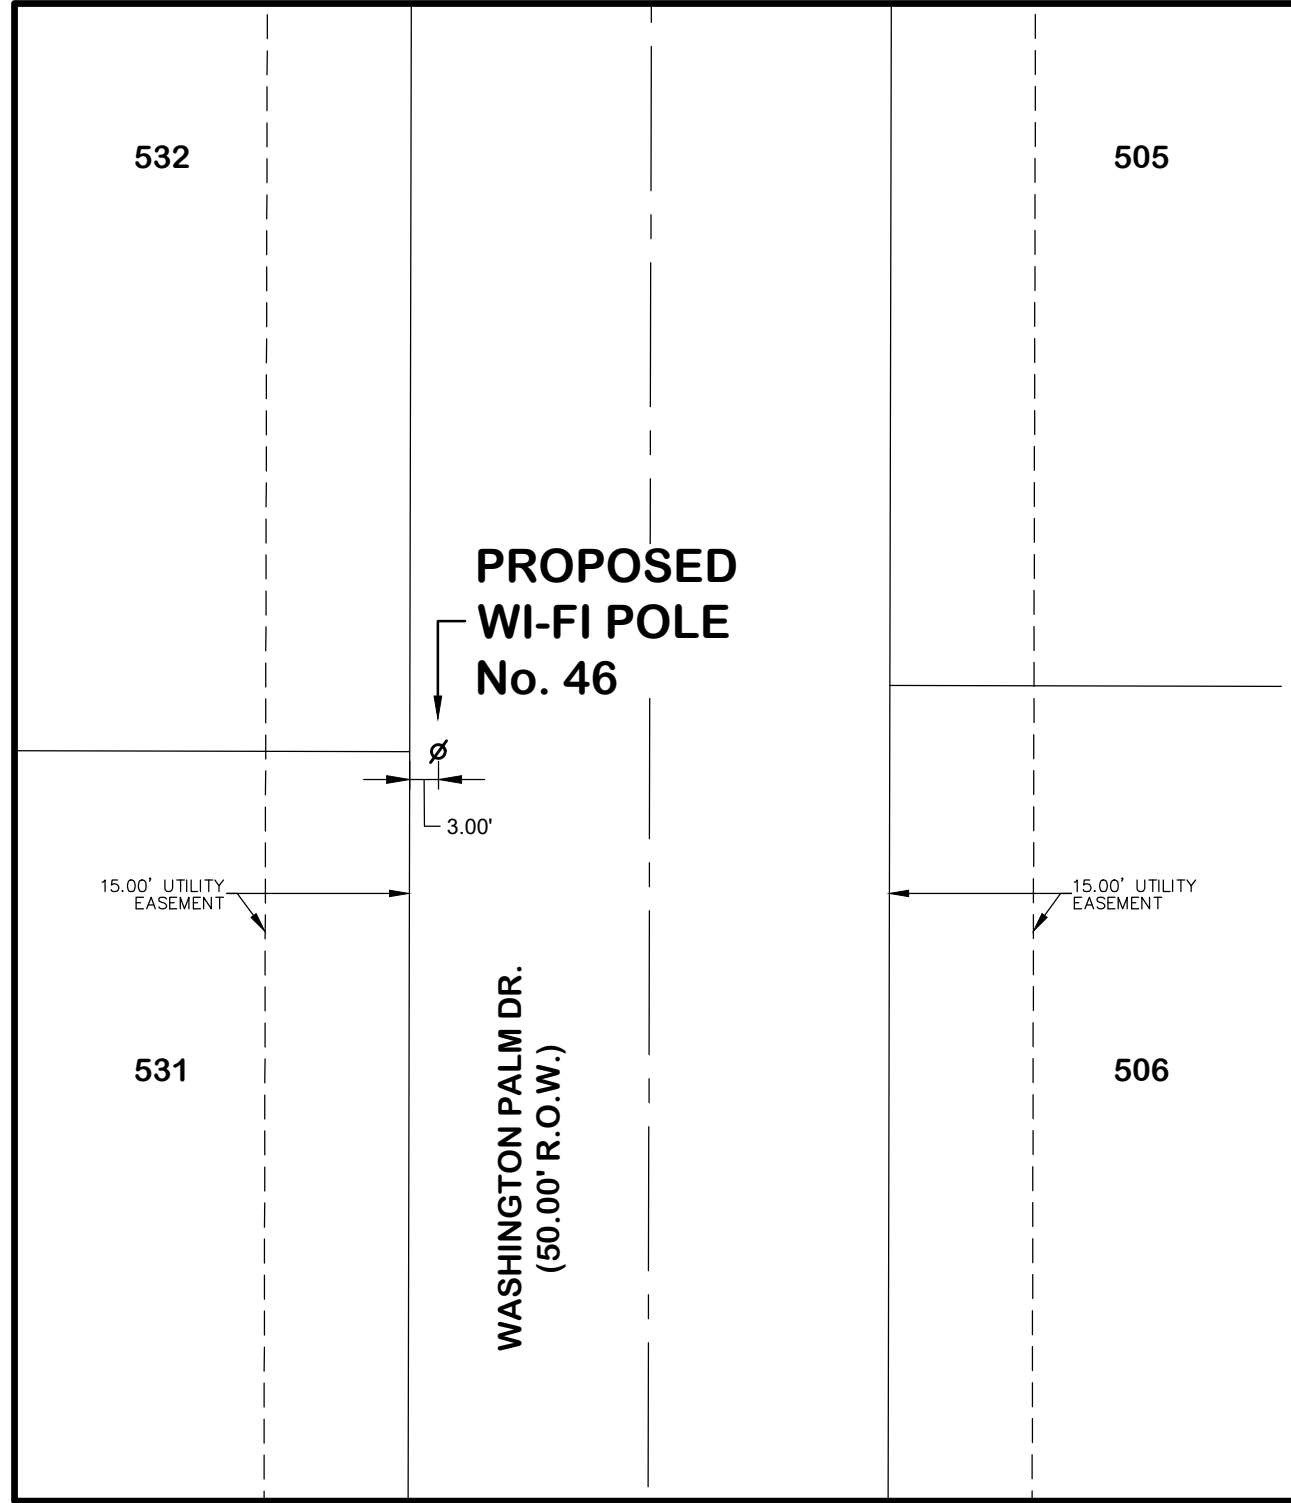 532
505
PROPOSED
WI-FI POLE
No. 46
3.00'
15.00' UTILITY
EASEMENT
15.00' UTILITY
EASEMENT
WASHINGTON PALM DR.
(50.00' R.O.W.)
531
506